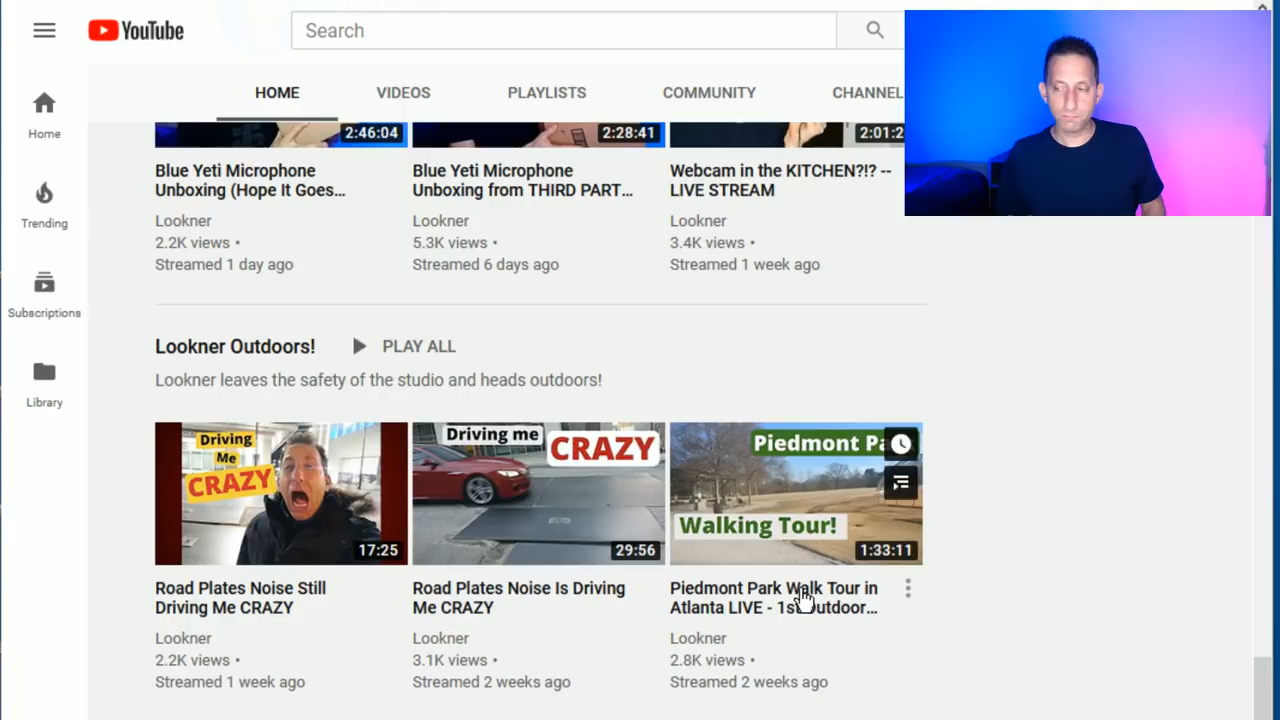 YouTube
Search
HOME
VIDEOS
PLAYLISTS
COMMUNITY
CHANNEL
Home
Trending
Subscriptions
Library
2:46:04
2:28:41
2:01:2
Blue Yeti Microphone
Unboxing (Hope It Goes...
Lookner
2.2K views •
Streamed 1 day ago
Blue Yeti Microphone
Unboxing from THIRD PART...
Lookner
5.3K views •
Streamed 6 days ago
Webcam in the KITCHEN?!? --
LIVE STREAM
Lookner
3.4K views •
Streamed 1 week ago
Lookner Outdoors!
PLAY ALL
Lookner leaves the safety of the studio and heads outdoors!
Driving
Me
CRAZY
17:25
Driving me
CRAZY
29:56
Piedmont Pa
Walking Tour!
1:33:11
Road Plates Noise Still
Driving Me CRAZY
Lookner
2.2K views •
Streamed 1 week ago
Road Plates Noise Is Driving
Me CRAZY
Lookner
3.1K views •
Streamed 2 weeks ago
Piedmont Park Walk Tour in
Atlanta LIVE - 1st Outdoor...
Lookner
2.8K views •
Streamed 2 weeks ago